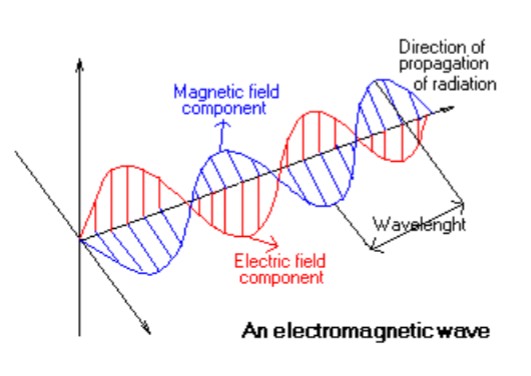 Direction of
propagation
of radiation
Magnetic field
component
Wavelenght
Electric field
component
An electromagnetic wave